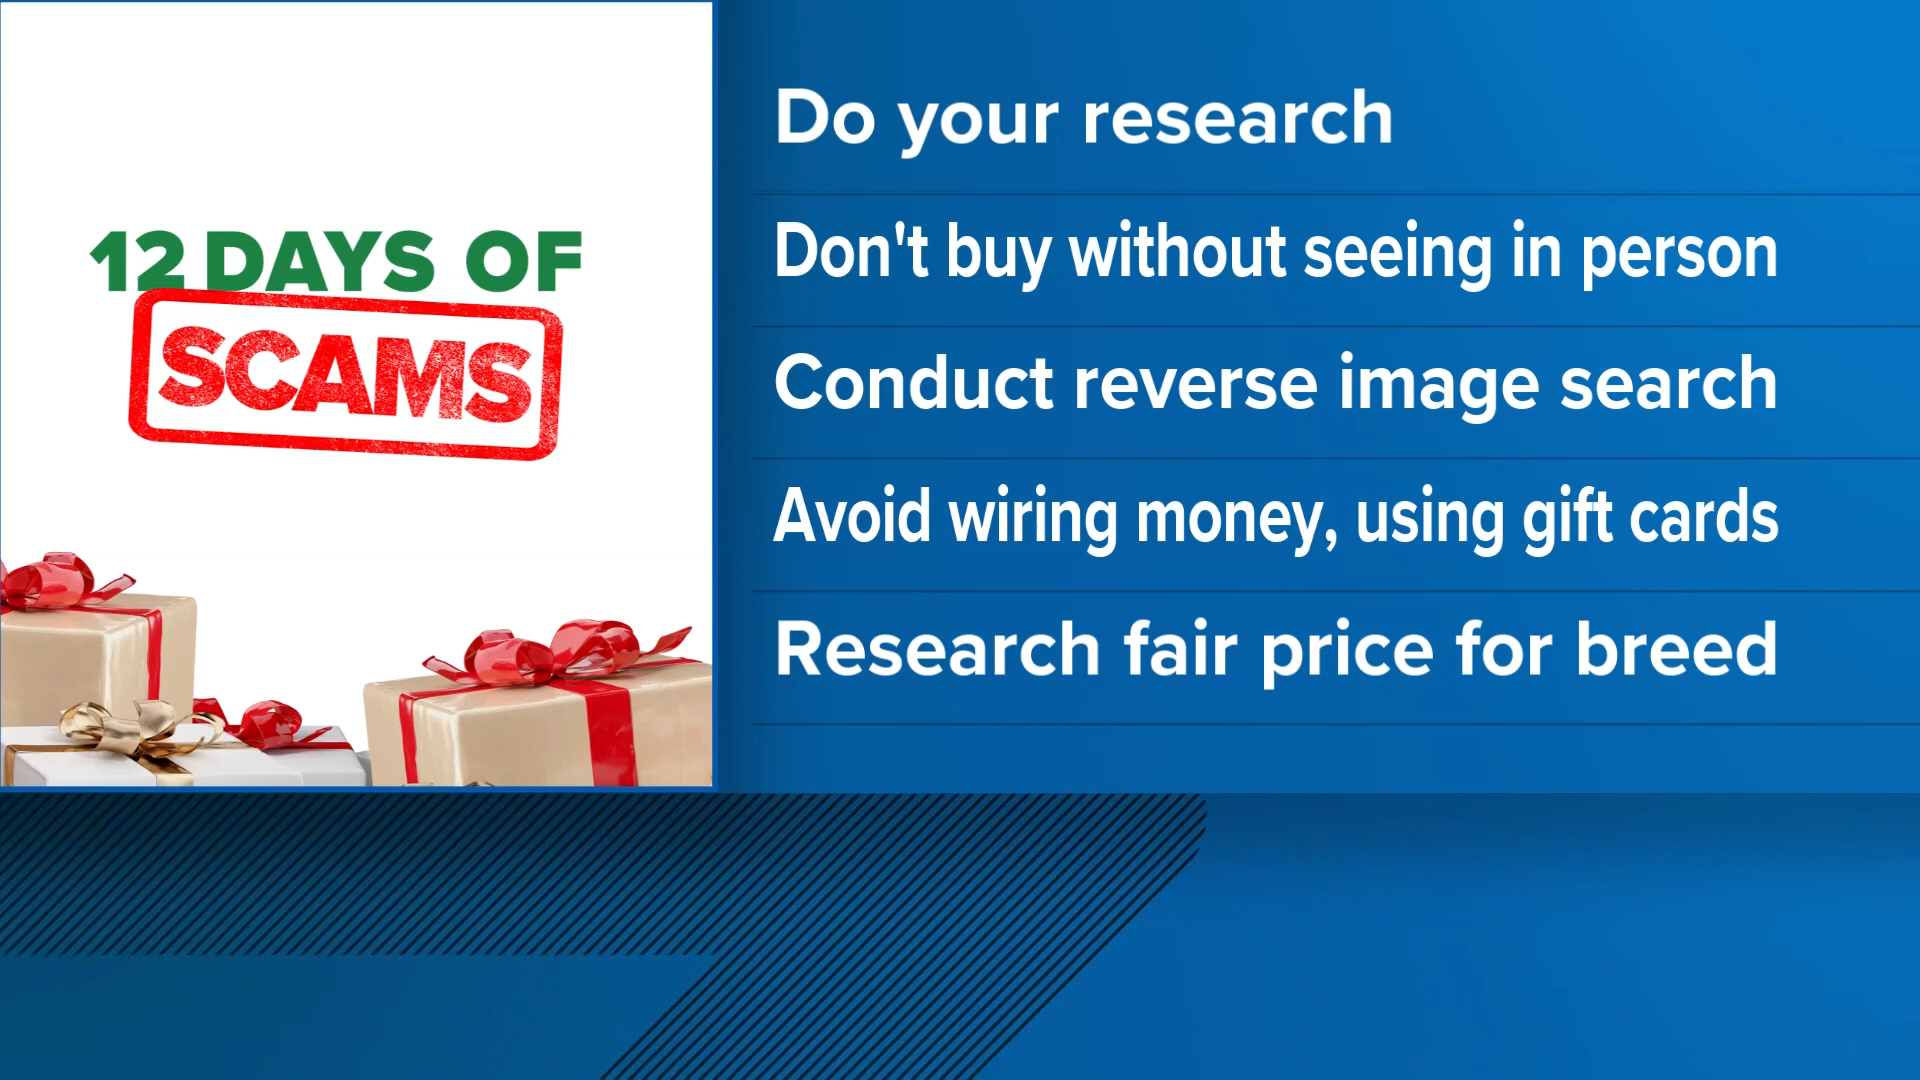 12 DAYS OF
SCAMS
Do your research
Don't buy without seeing in person
Conduct reverse image search
Avoid wiring money, using gift cards
Research fair price for breed